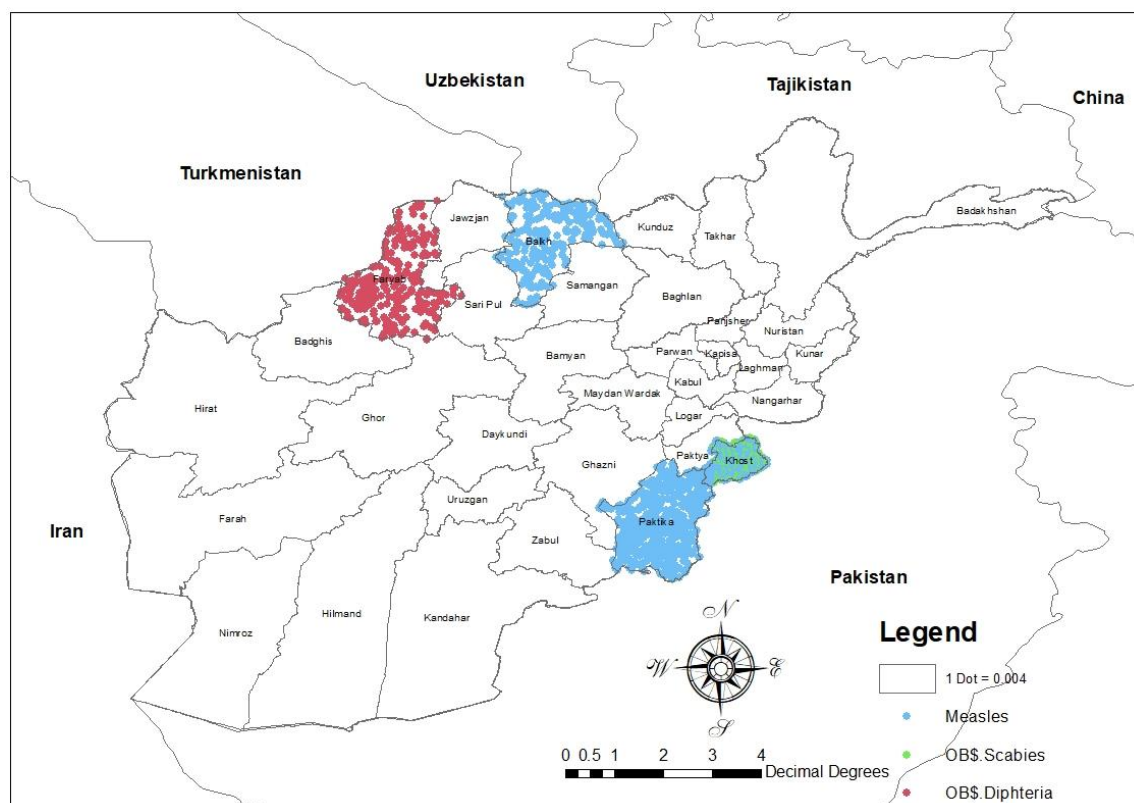 Uzbekistan
Tajikistan
China
Turkmenistan
Badakhshan
Jawzjan
Kunduz
Takhar
Balkh
Faryab
Samangan
Baghlan
Sari Pul
Panjsher
Nuristan
Badghis
Bamyan
Parwan
Kapisa
Kunar
Laghman
Kabul
Maydan Wardak
Nangarhar
Hirat
Logar
Ghor
Daykundi
Paktya
Khost
Ghazni
Uruzgan
Farah
Paktika
Iran
Zabul
Pakistan
Hilmand
Kandahar
Nimroz
N
W
E
S
Legend
1 Dot = 0.004
Measles
OB$.Scabies
OB$.Diphteria
0 0.5 1 2 3 4
Decimal Degrees